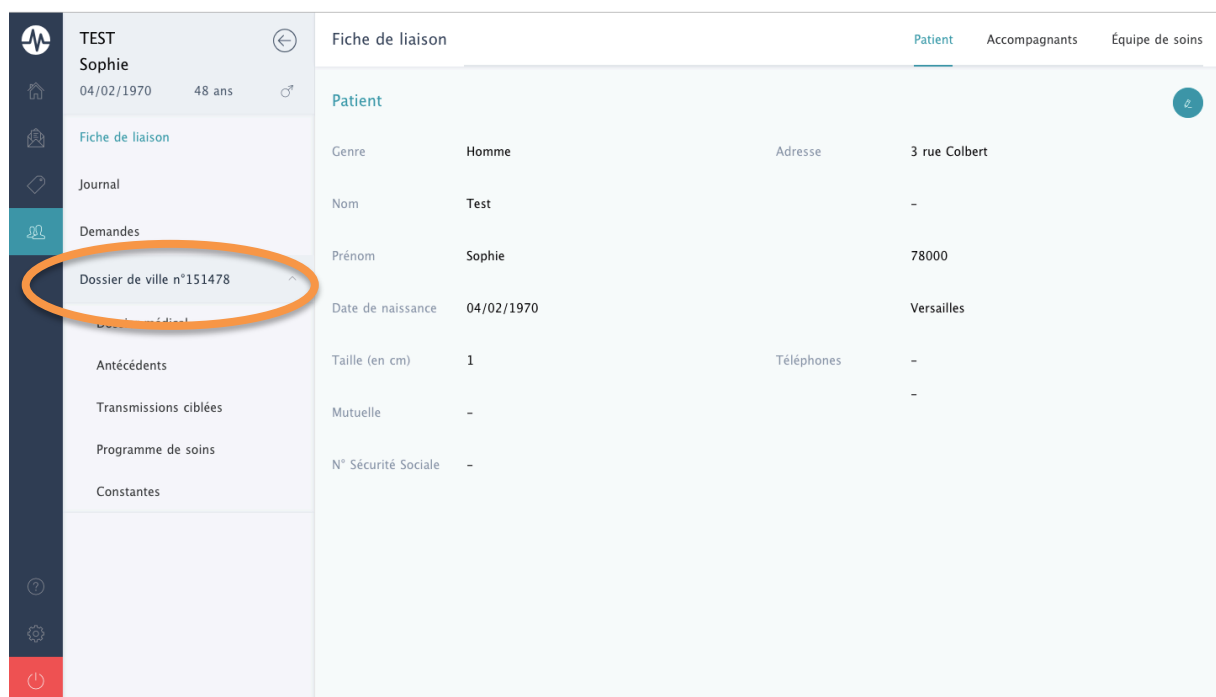 TEST
Sophie
04/02/1970 48 ans
Fiche de liaison
Journal
Demandes
Dossier de ville n°151478
Dossier médical
Antécédents
Transmissions ciblées
Programme de soins
Constantes
Fiche de liaison Patient Accompagnants Équipe de soins
Patient
Genre Homme Adresse 3 rue Colbert
Nom Test –
Prénom Sophie 78000
Date de naissance 04/02/1970 Versailles
Taille (en cm) 1 Téléphones –
–
Mutuelle –
N° Sécurité Sociale –